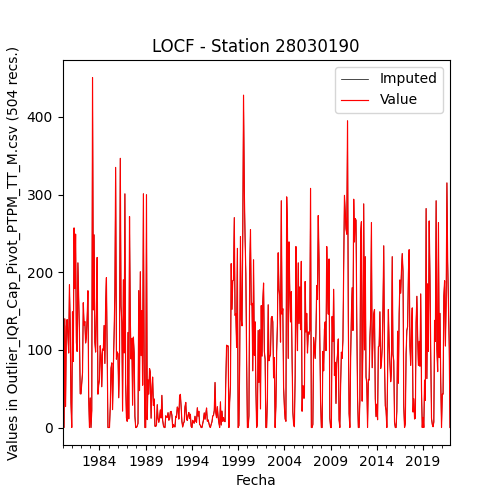 LOCF - Station 28030190
Imputed
Value
Values in Outlier_IQR_Cap_Pivot_PTPM_TT_M.csv (504 recs.)
400
300
200
100
0
1984 1989 1994 1999 2004 2009 2014 2019
Fecha